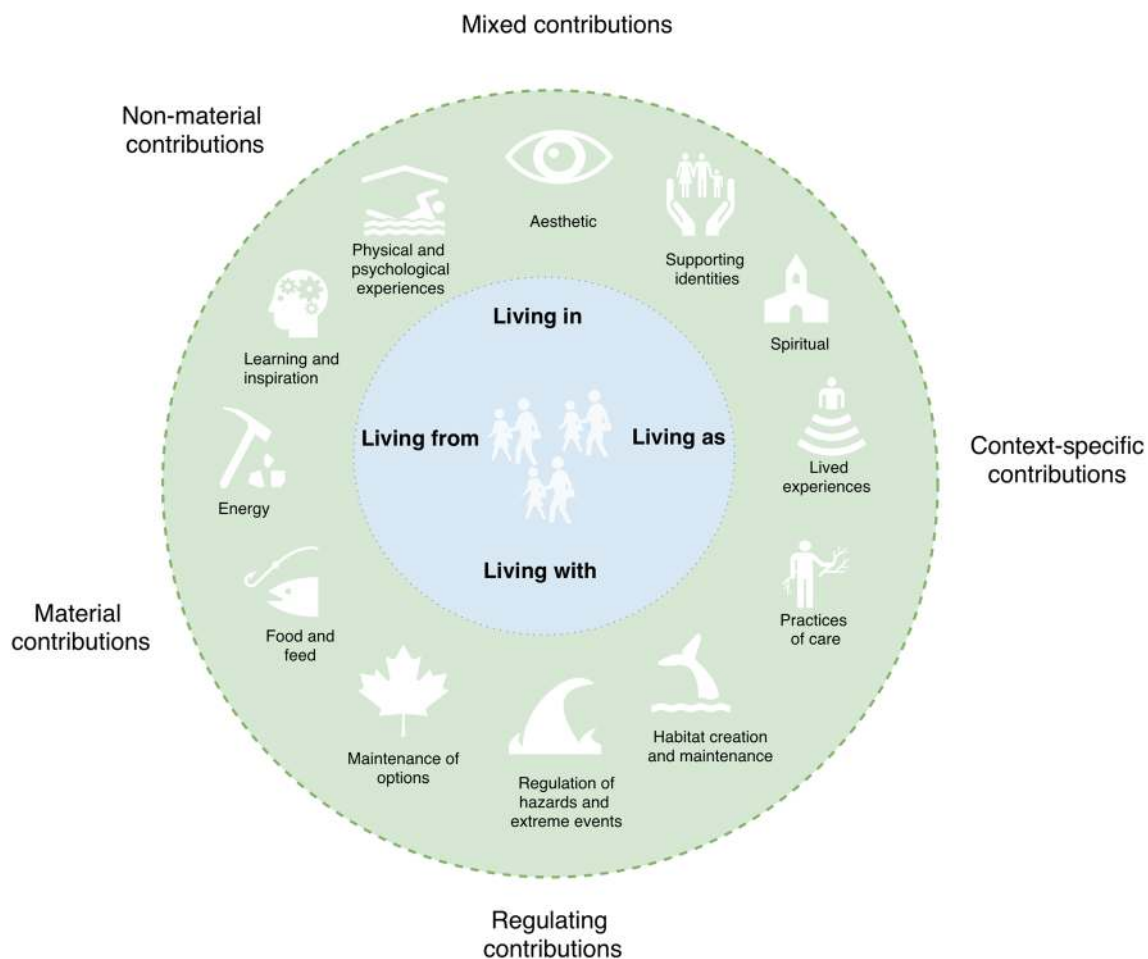 Mixed contributions
Non-material
contributions
Aesthetic
Physical and
psychological
experiences
Supporting
identities
Living in
Spiritual
Learning and
inspiration
Living from
Living as
Lived
experiences
Context-specific
contributions
Energy
Living with
Material
contributions
Food and
feed
Practices
of care
Maintenance of
options
Habitat creation
and maintenance
Regulation of
hazards and
extreme events
Regulating
contributions